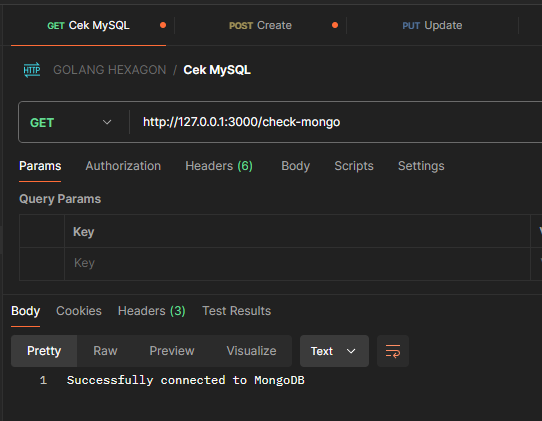 GET Cek MySQL POST Create PUT Update
HTTP GOLANG HEXAGON / Cek MySQL
GET http://127.0.0.1:3000/check-mongo
Params Authorization Headers (6) Body Scripts Settings
Query Params
Key
Key
Body Cookies Headers (3) Test Results
Pretty Raw Preview Visualize Text
1 Successfully connected to MongoDB